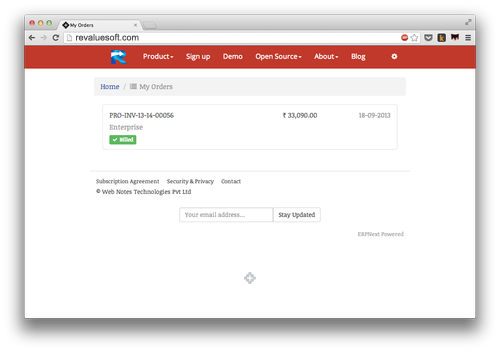 My Orders
revaluesoft.com
Product Sign up Demo Open Source About Blog
Home / My Orders
PRO-INV-13-14-00056 ₹ 33,090.00 18-09-2013
Enterprise
Billed
Subscription Agreement Security & Privacy Contact
© Web Notes Technologies Pvt Ltd
Your email address... Stay Updated
ERPNext Powered